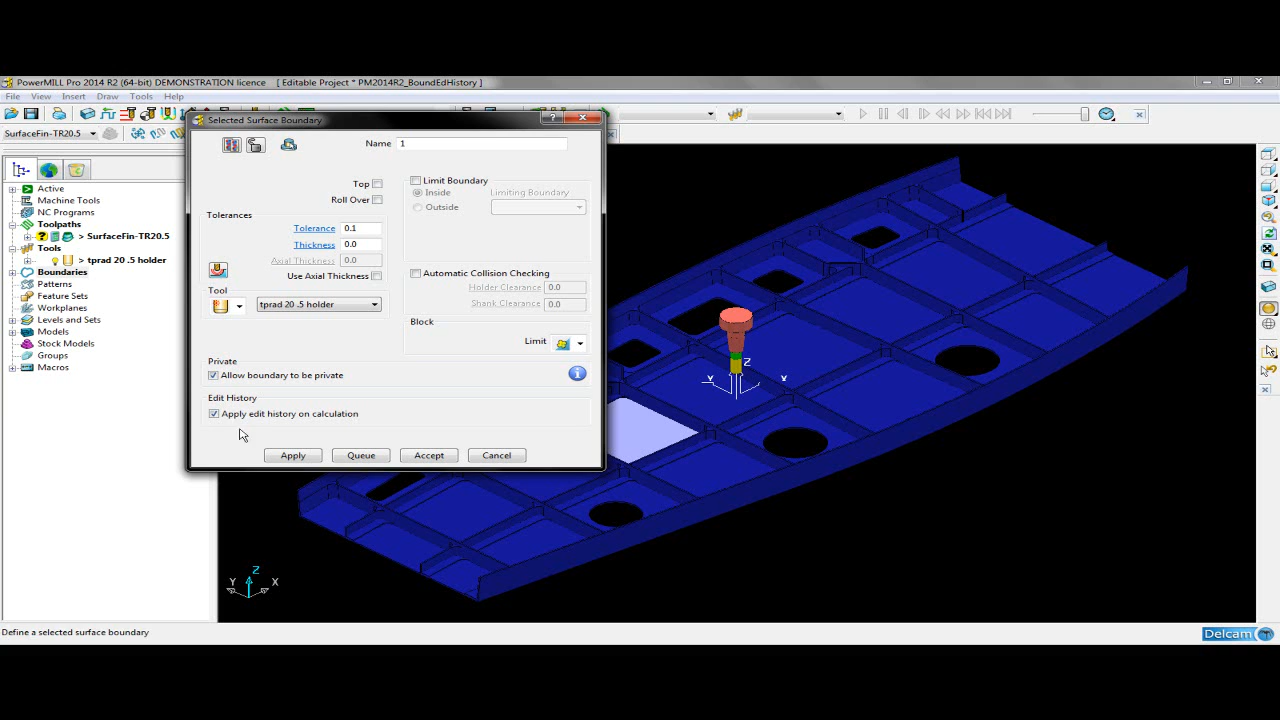 PowerMILL Pro 2014 R2 (64-bit) DEMONSTRATION licence [ Editable Project * PM2014R2_BoundEdHistory ]
File View Insert Draw Tools Help
SurfaceFin-TR20.5
Selected Surface Boundary
Name 1
Top
Roll Over
Limit Boundary
Inside
Limiting Boundary
Outside
Tolerances
Tolerance 0.1
Thickness 0.0
Axial Thickness 0.0
Use Axial Thickness
Automatic Collision Checking
Holder Clearance 0.0
Shank Clearance 0.0
Tool
tprad 20 .5 holder
Block
Limit
Private
Allow boundary to be private
Edit History
Apply edit history on calculation
Apply Queue Accept Cancel
Active
Machine Tools
NC Programs
Toolpaths
> SurfaceFin-TR20.5
Tools
> tprad 20 .5 holder
Boundaries
Patterns
Feature Sets
Workplanes
Levels and Sets
Models
Stock Models
Groups
Macros
Z
Y X
Z
Y X
Define a selected surface boundary
Delcam